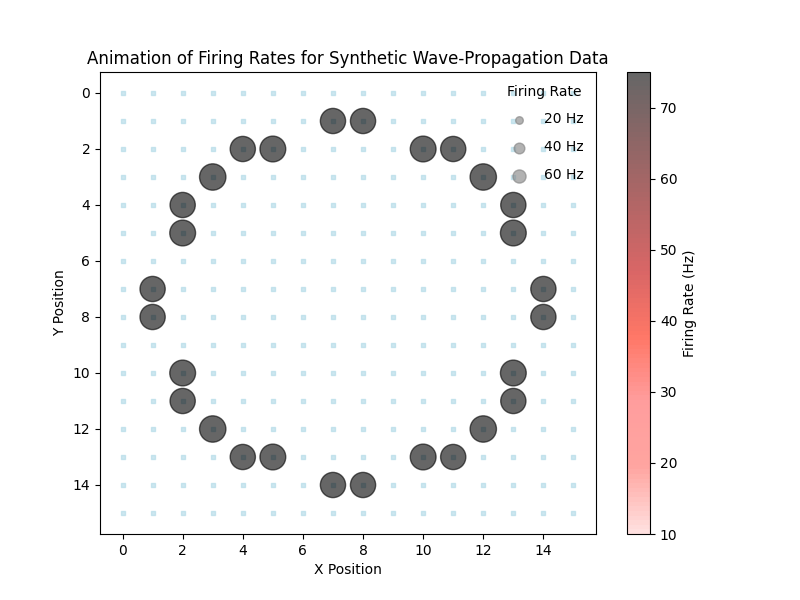 Animation of Firing Rates for Synthetic Wave-Propagation Data
Firing Rate
20 Hz
40 Hz
60 Hz
0
2
4
6
8
10
12
14
Y Position
0 2 4 6 8 10 12 14
X Position
70
60
50
40
30
20
10
Firing Rate (Hz)